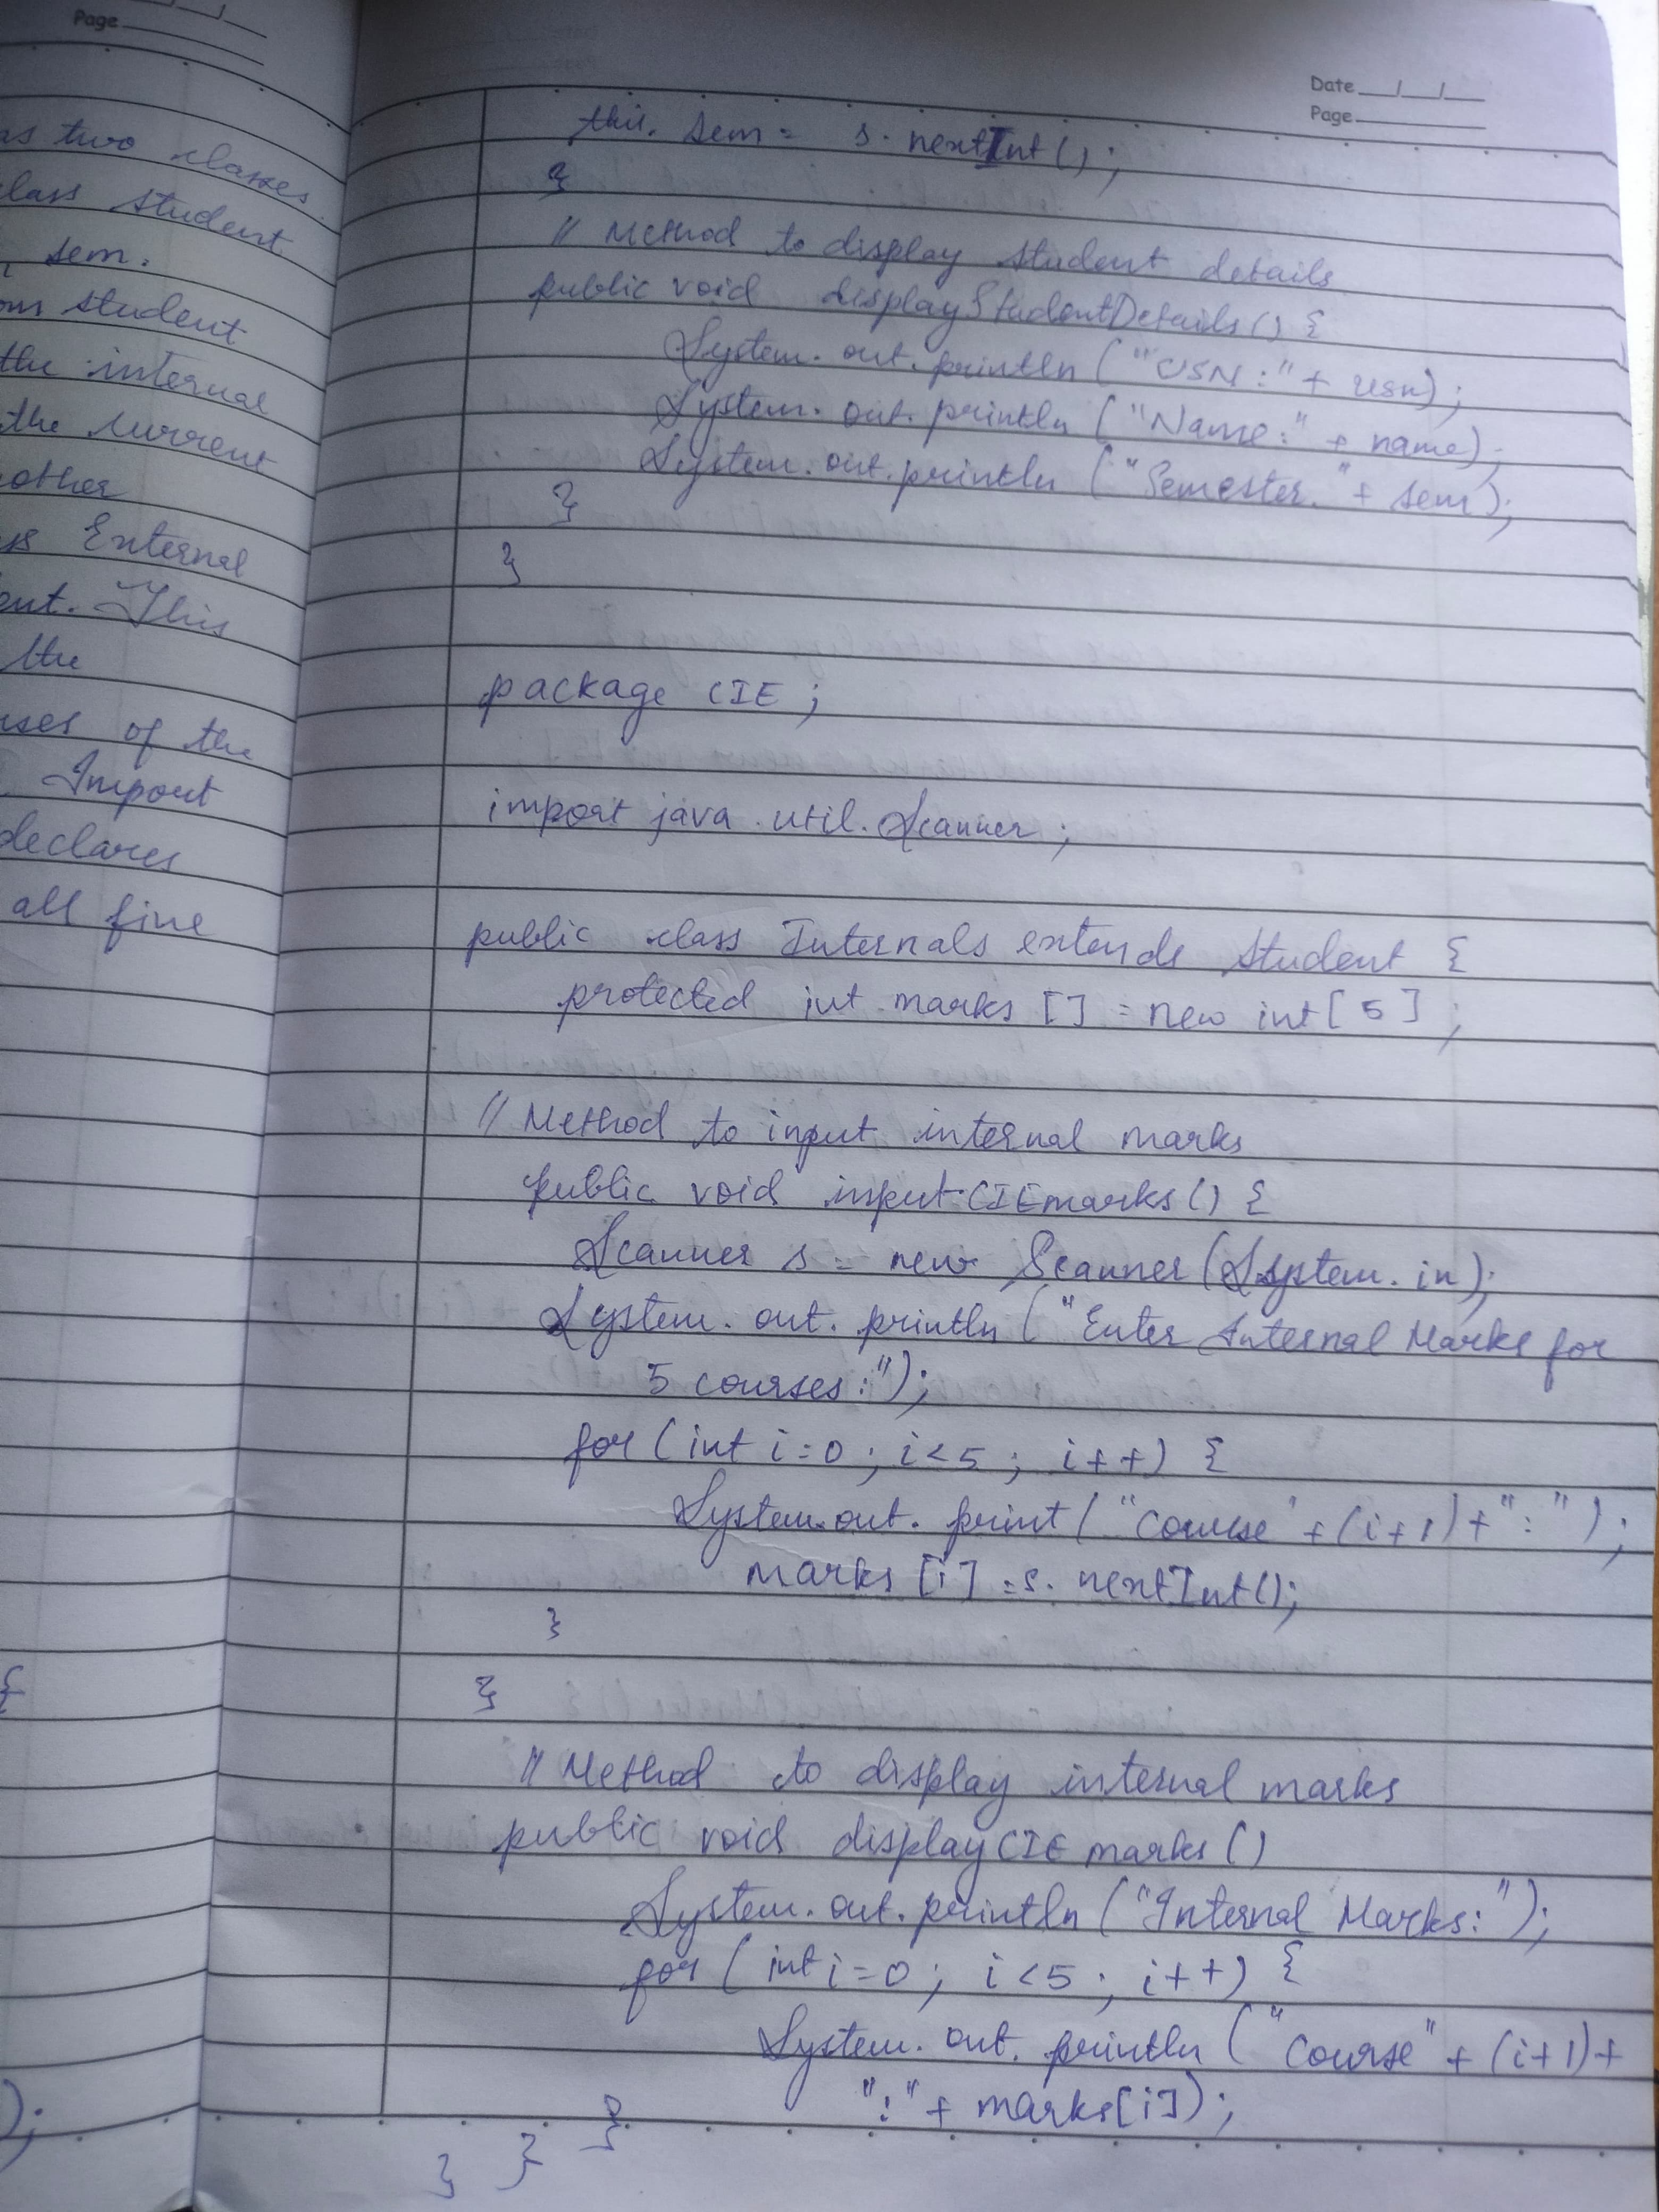 Page
as two classes
class Student
sem.
Student
the internal
the current
other
is External
ent. This
the
of the
Import
declares
all fine
{
);
Date
Page
this. sem = s. nextInt();
}
// Method to display student details
public void displayStudentDetails() {
System. out. println ("USN:" + usn);
System. out. println ("Name:" + name);
System. out. println ("Semester." + sem);
}
}
package CIE ;
import java . util. Scanner ;
public class Internals extends Student {
protected int marks [] = new int[5] ;
// Method to input internal marks
public void inputCIEmarks() {
Scanner s = new Scanner (System. in);
System. out. println ("Enter Internal Marks for
5 courses:");
for (int i=0 ; i<5 ; i++) {
System.out. print ("Course" + (i+1) + ":");
marks [i] = s. nextInt();
}
}
// Method to display internal marks
public void displayCIEmarks ()
System. out. println ("Internal Marks:");
for (int i=0 ; i<5 ; i++) {
System. out. println ("Course" + (i+1) +
":" + marks[i]);
} } }